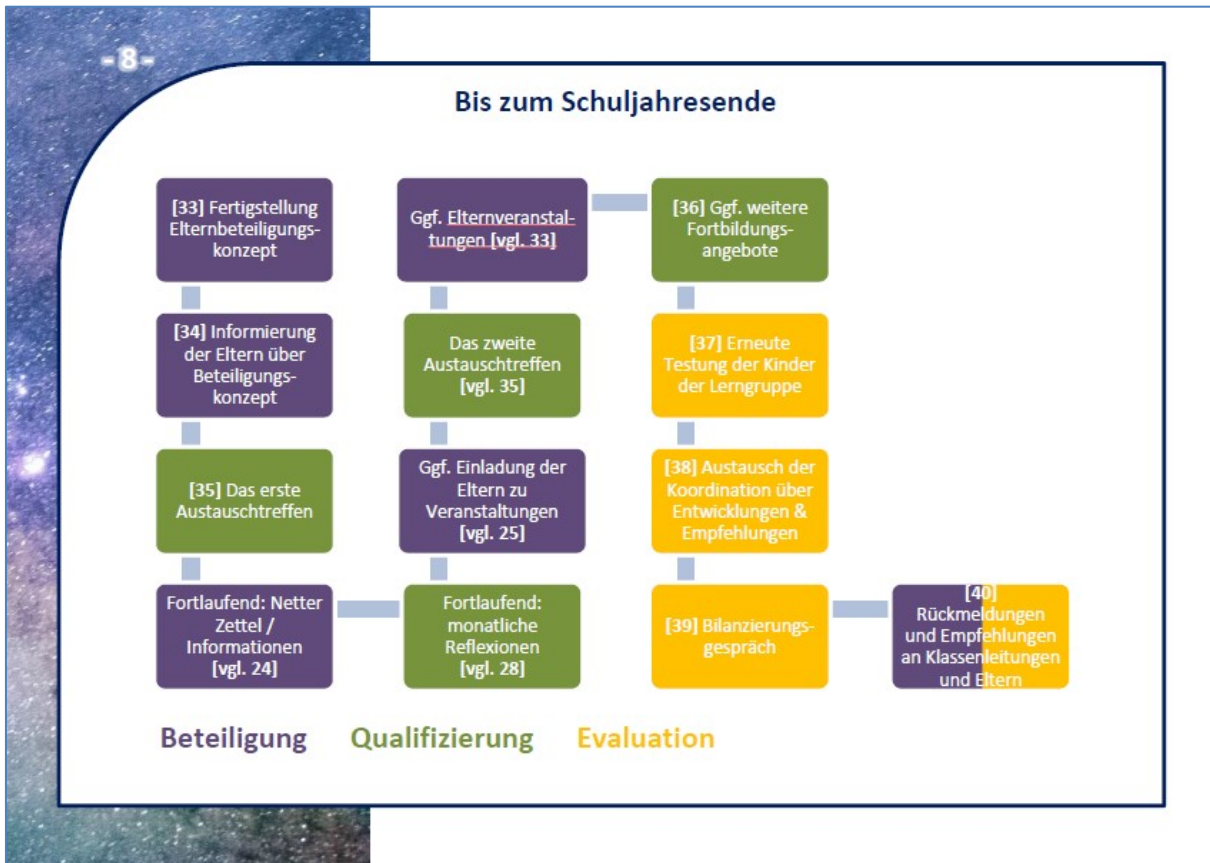 - 8 -
Bis zum Schuljahresende
[33] Fertigstellung
Elternbeteiligungs-
konzept
[34] Informierung
der Eltern über
Beteiligungs-
konzept
[35] Das erste
Austauschtreffen
Fortlaufend: Netter
Zettel /
Informationen
[vgl. 24]
Fortlaufend:
monatliche
Reflexionen
[vgl. 28]
Ggf. Einladung der
Eltern zu
Veranstaltungen
[vgl. 25]
Das zweite
Austauschtreffen
[vgl. 35]
Ggf. Elternveranstal-
tungen [vgl. 33]
[36] Ggf. weitere
Fortbildungs-
angebote
[37] Erneute
Testung der Kinder
der Lerngruppe
[38] Austausch der
Koordination über
Entwicklungen &
Empfehlungen
[39] Bilanzierungs-
gespräch
[40]
Rückmeldungen
und Empfehlungen
an Klassenleitungen
und Eltern
Beteiligung Qualifizierung Evaluation